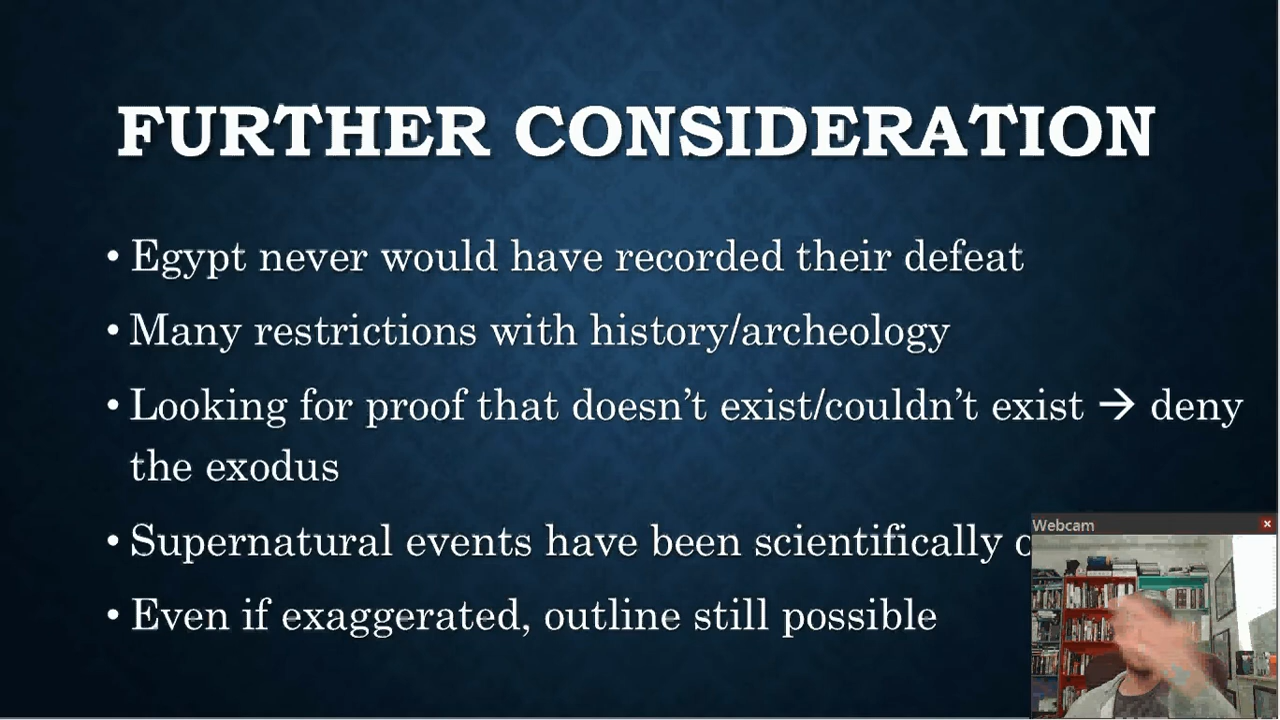 FURTHER CONSIDERATION
• Egypt never would have recorded their defeat
• Many restrictions with history/archeology
• Looking for proof that doesn’t exist/couldn’t exist → deny
the exodus
• Supernatural events have been scientifically
• Even if exaggerated, outline still possible
Webcam